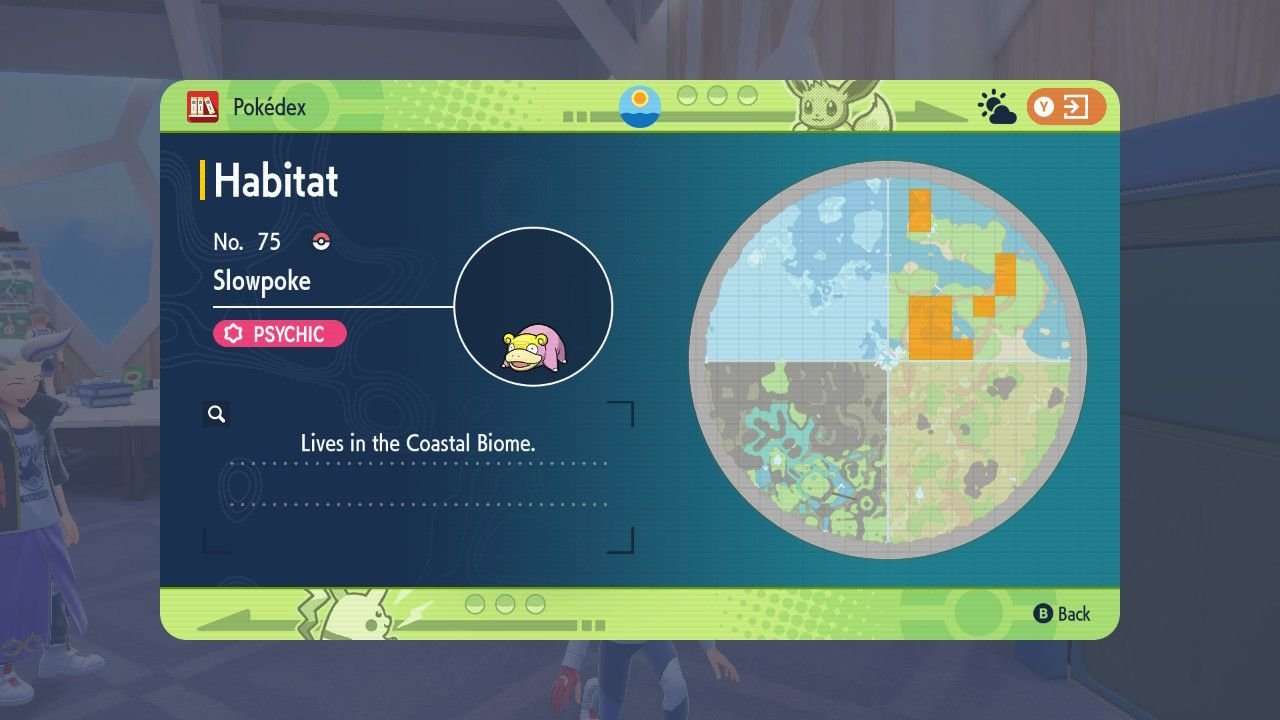 Pokédex
Y
Habitat
No. 75
Slowpoke
PSYCHIC
Lives in the Coastal Biome.
B Back